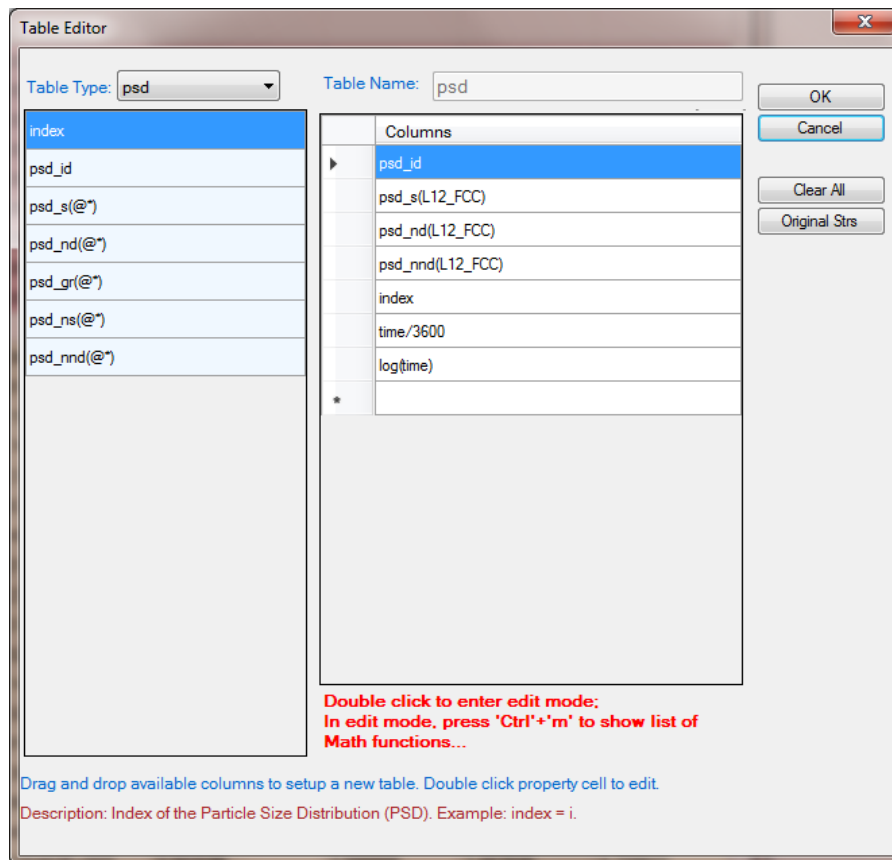 Table Editor
Table Type: psd
Table Name: psd
OK
Cancel
Clear All
Original Strs
index
psd_id
psd_s(@*)
psd_nd(@*)
psd_gr(@*)
psd_ns(@*)
psd_nnd(@*)
Columns
psd_id
psd_s(L12_FCC)
psd_nd(L12_FCC)
psd_nnd(L12_FCC)
index
time/3600
log(time)
*
Double click to enter edit mode;
In edit mode, press 'Ctrl'+'m' to show list of
Math functions...
Drag and drop available columns to setup a new table. Double click property cell to edit.
Description: Index of the Particle Size Distribution (PSD). Example: index = i.